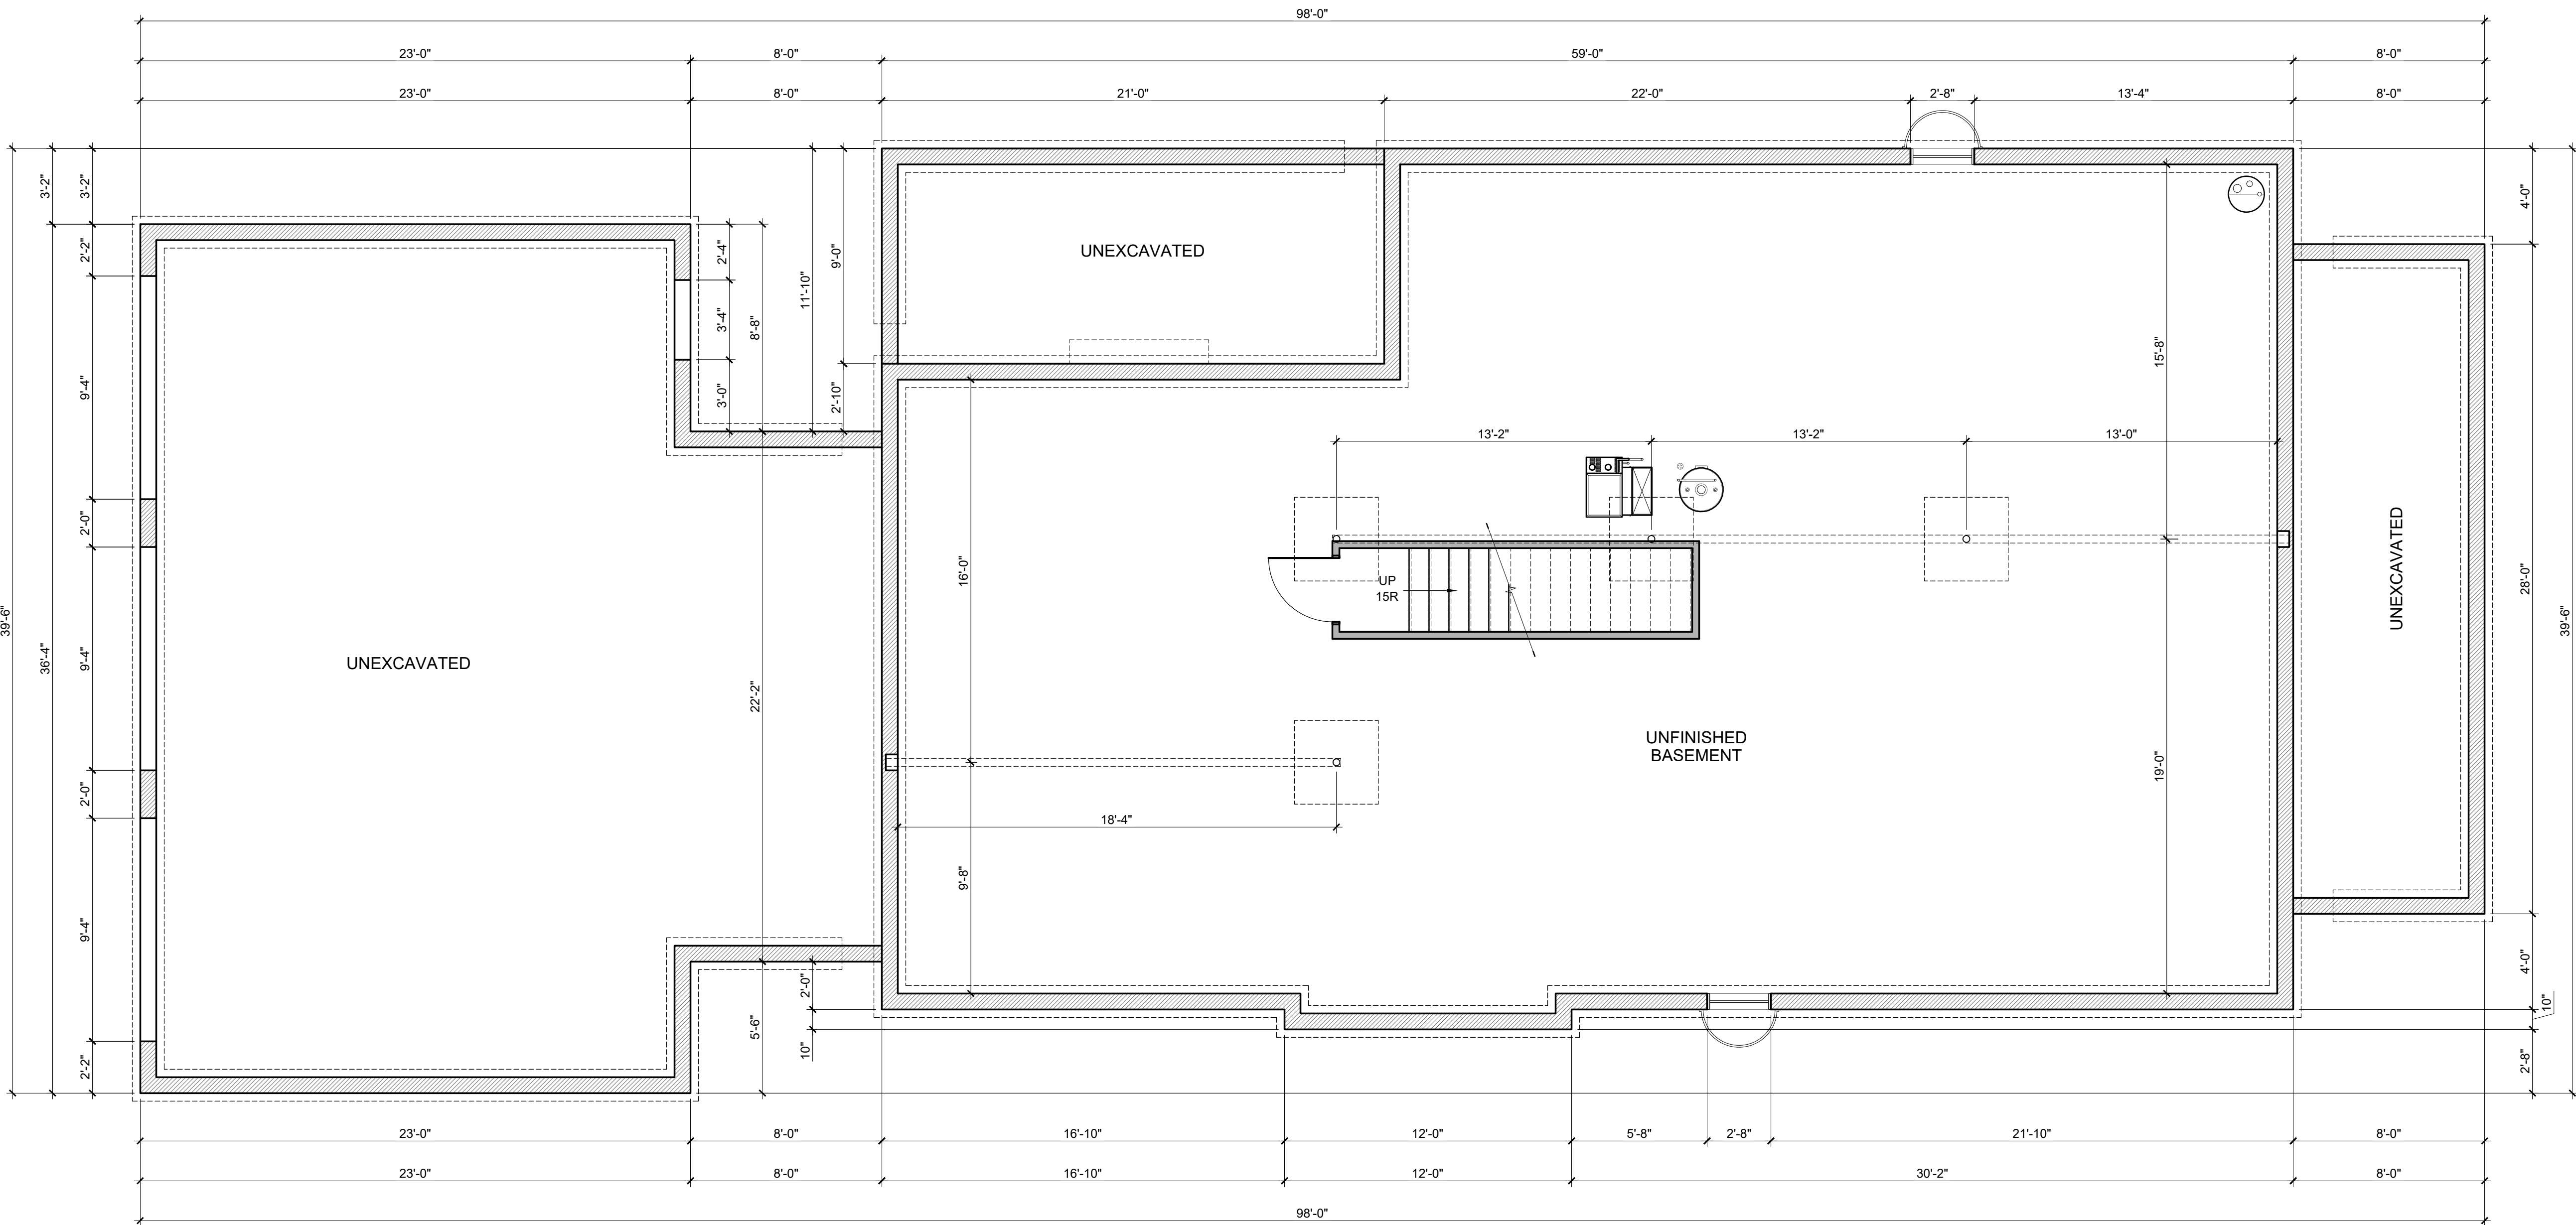 98'-0"
23'-0" 8'-0" 59'-0" 8'-0"
23'-0" 8'-0" 21'-0" 22'-0" 2'-8" 13'-4" 8'-0"
3'-2"
3'-2"
2'-2"
9'-4"
2'-0"
9'-4"
2'-0"
9'-4"
2'-2"
36'-4"
39'-6"
2'-4"
3'-4"
3'-0"
8'-8"
22'-2"
5'-6"
11'-10"
9'-0"
2'-10"
2'-0"
10"
UNEXCAVATED
UNEXCAVATED
16'-0"
9'-8"
18'-4"
13'-2" 13'-2" 13'-0"
UP
15R
UNFINISHED
BASEMENT
15'-8"
19'-0"
UNEXCAVATED
4'-0"
28'-0"
4'-0"
10"
2'-8"
39'-6"
23'-0" 8'-0" 16'-10" 12'-0" 5'-8" 2'-8" 21'-10" 8'-0"
23'-0" 8'-0" 16'-10" 12'-0" 30'-2" 8'-0"
98'-0"